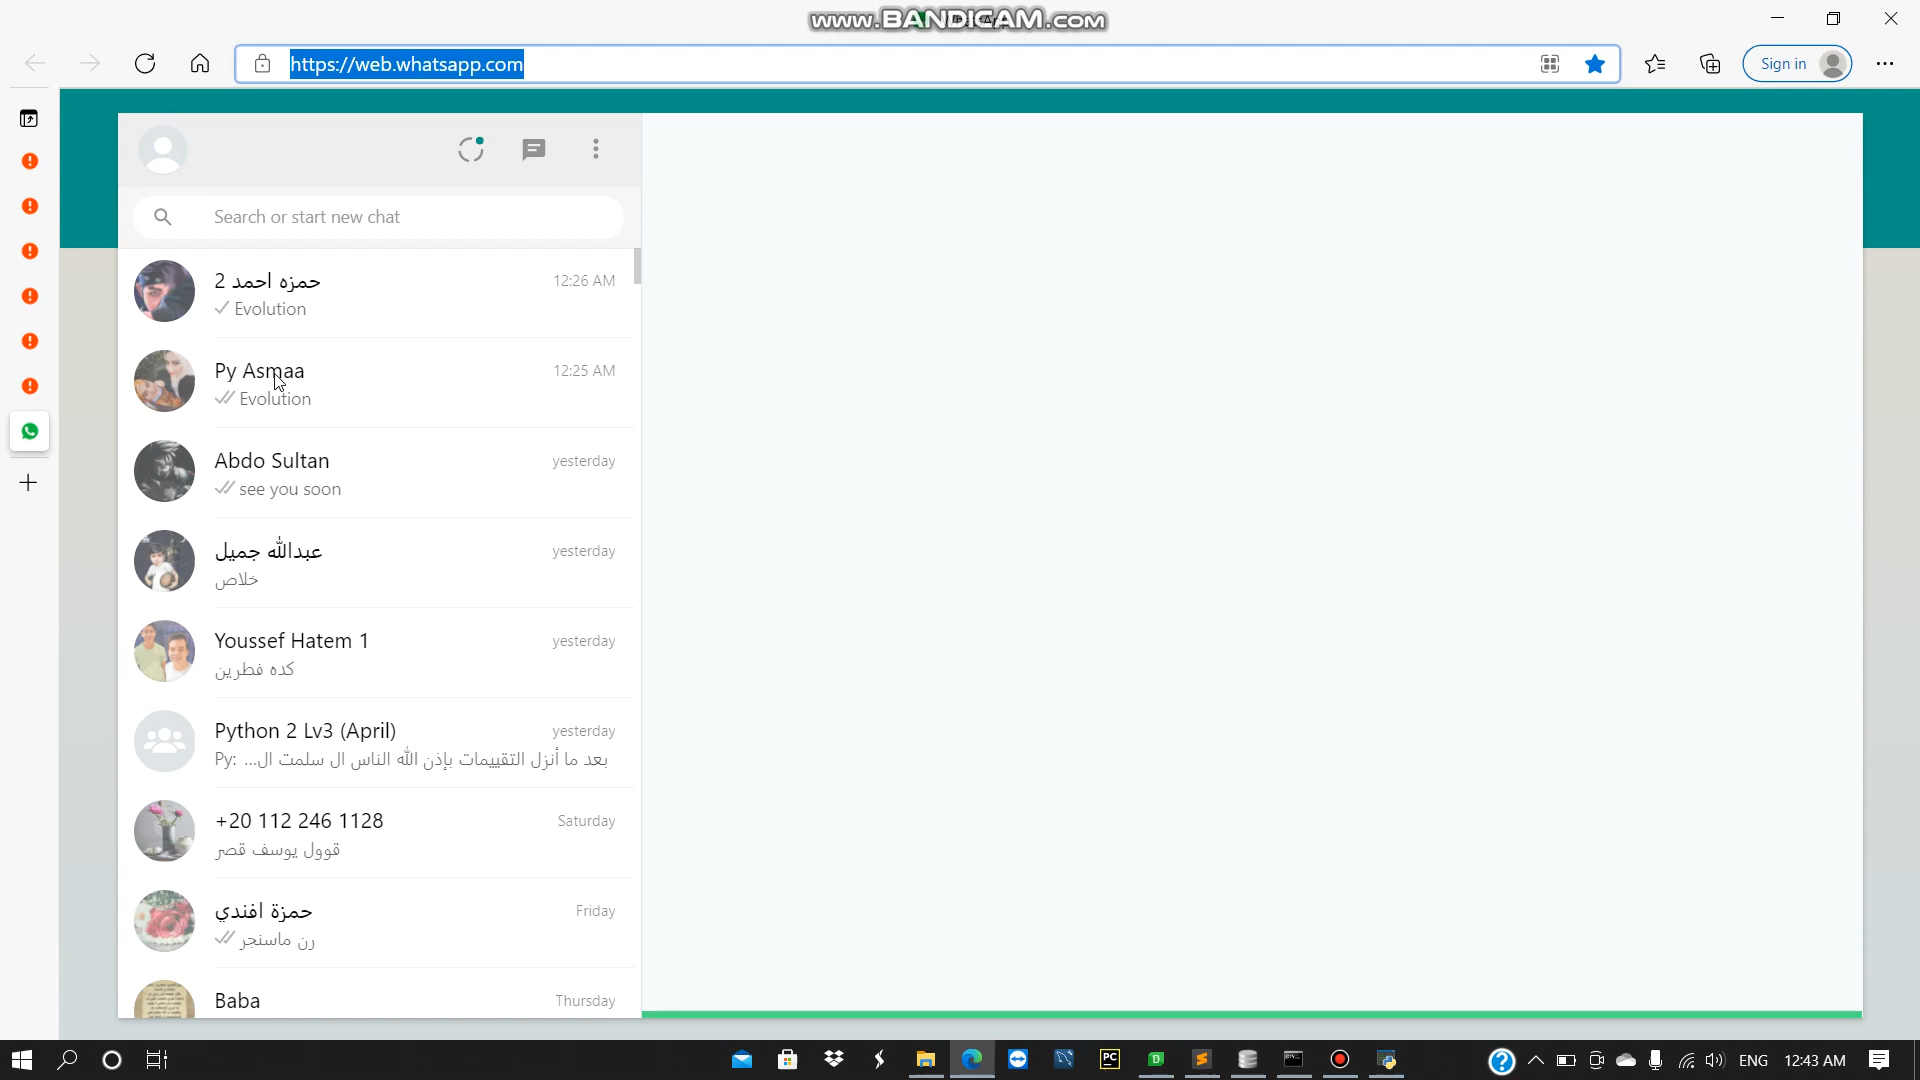 www.BANDICAM.com
https://web.whatsapp.com
Sign in
Search or start new chat
حمزه احمد 2
12:26 AM
Evolution
Py Asmaa
12:25 AM
Evolution
Abdo Sultan
yesterday
see you soon
عبدالله جميل
yesterday
خلاص
Youssef Hatem 1
yesterday
كده فطرين
Python 2 Lv3 (April)
yesterday
Py: بعد ما أنزل التقييمات بإذن الله الناس ال سلمت ال...
+20 112 246 1128
Saturday
قوول يوسف قصر
حمزة افندي
Friday
رن ماسنجر
Baba
Thursday
ENG
12:43 AM